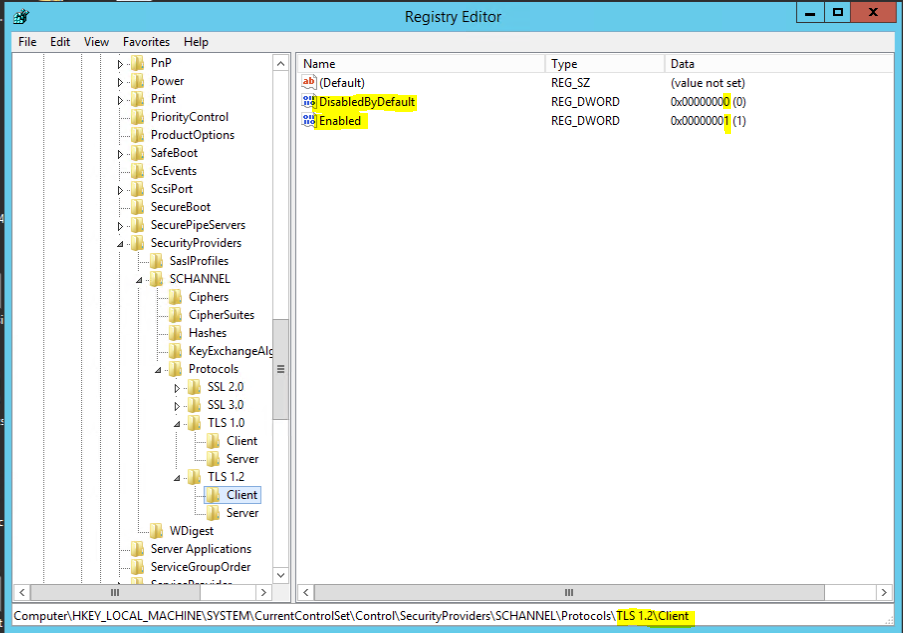 Registry Editor
File Edit View Favorites Help
PnP
Power
Print
PriorityControl
ProductOptions
SafeBoot
ScEvents
ScsiPort
SecureBoot
SecurePipeServers
SecurityProviders
SaslProfiles
SCHANNEL
Ciphers
CipherSuites
Hashes
KeyExchangeAlg
Protocols
SSL 2.0
SSL 3.0
TLS 1.0
Client
Server
TLS 1.2
Client
Server
WDigest
Server Applications
ServiceGroupOrder
ServiceProvider
Name Type Data
ab (Default) REG_SZ (value not set)
DisabledByDefault REG_DWORD 0x00000000 (0)
Enabled REG_DWORD 0x00000001 (1)
Computer\HKEY_LOCAL_MACHINE\SYSTEM\CurrentControlSet\Control\SecurityProviders\SCHANNEL\Protocols\TLS 1.2\Client